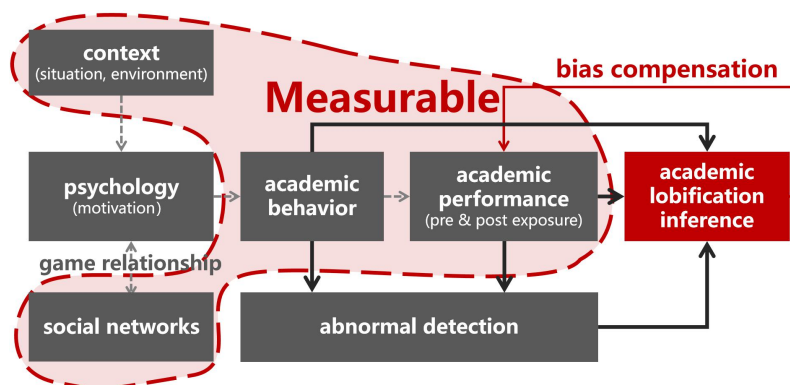 context
(situation, environment)
bias compensation
Measurable
psychology
(motivation)
academic
behavior
academic
performance
(pre & post exposure)
academic
lobification
inference
game relationship
social networks
abnormal detection